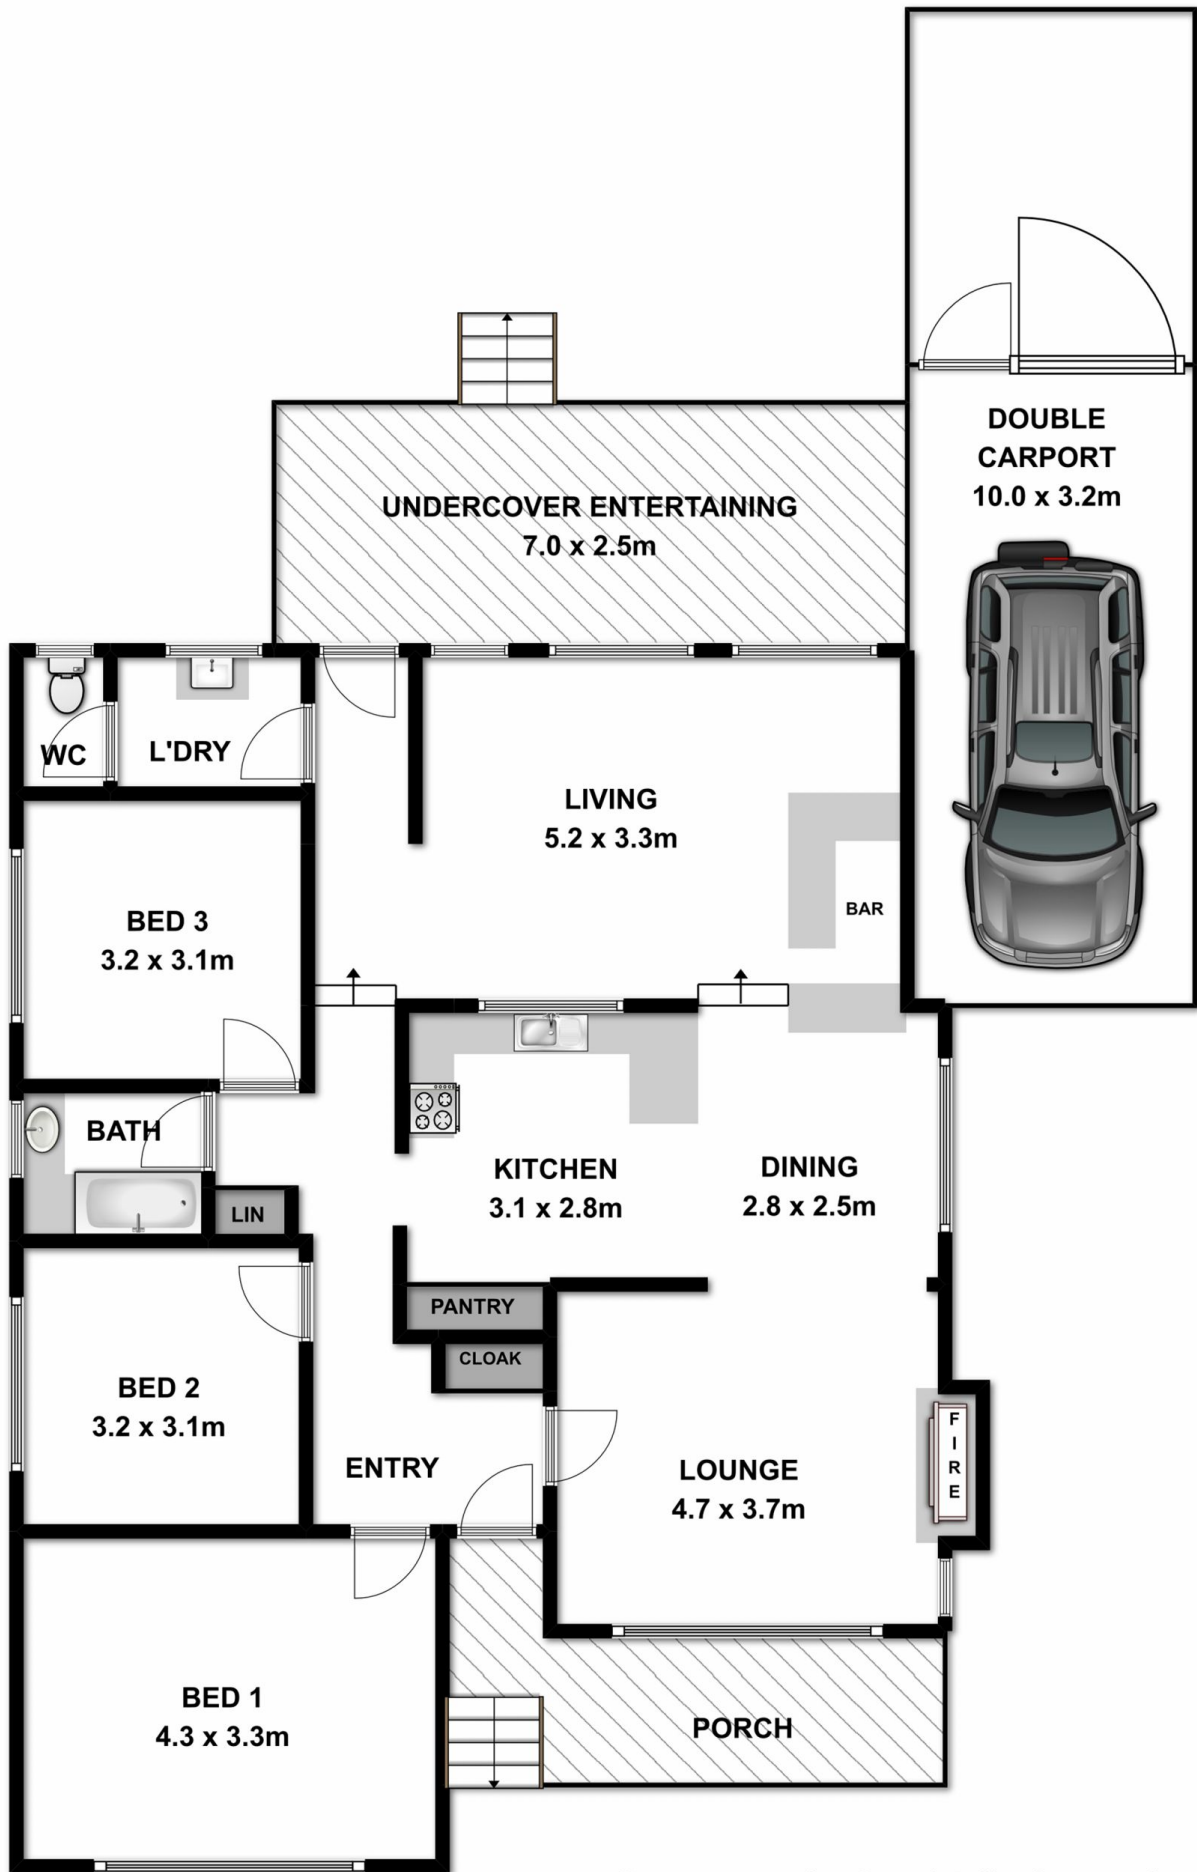 DOUBLE
CARPORT
10.0 x 3.2m
UNDERCOVER ENTERTAINING
7.0 x 2.5m
WC
L'DRY
LIVING
5.2 x 3.3m
BAR
BED 3
3.2 x 3.1m
BATH
LIN
KITCHEN
3.1 x 2.8m
DINING
2.8 x 2.5m
PANTRY
CLOAK
BED 2
3.2 x 3.1m
ENTRY
LOUNGE
4.7 x 3.7m
FIRE
BED 1
4.3 x 3.3m
PORCH